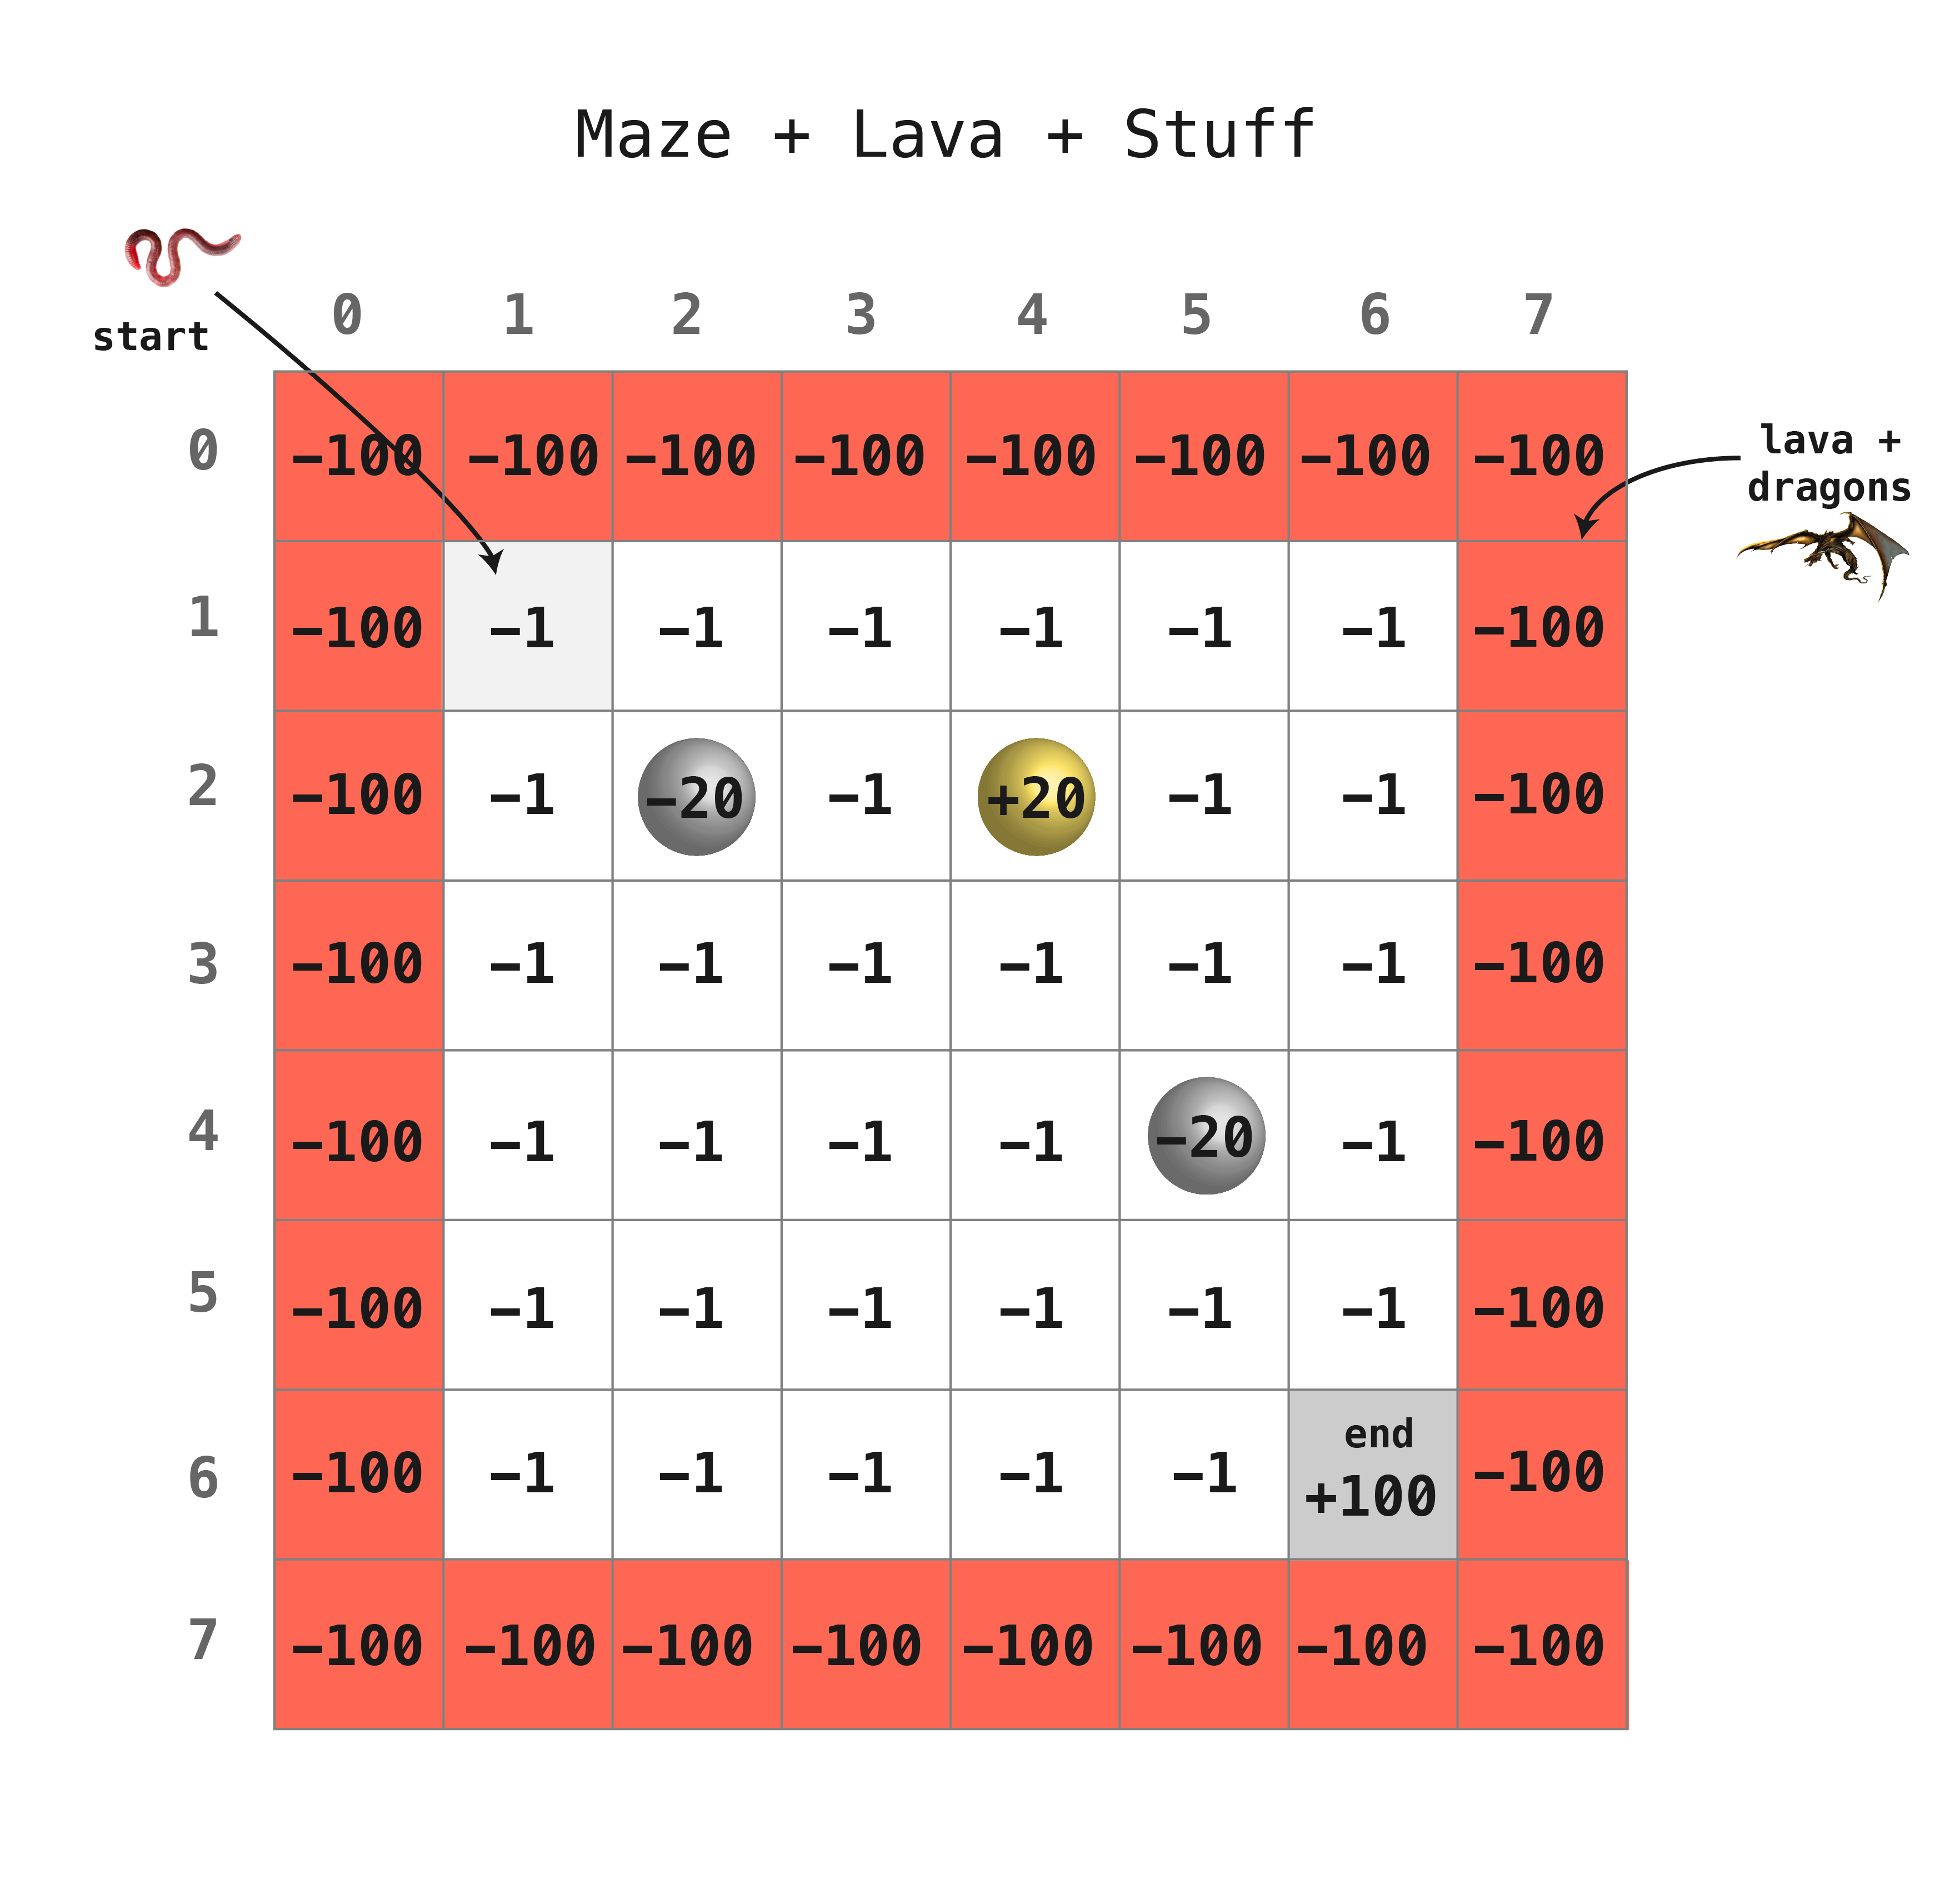 Maze + Lava + Stuff
start
0 1 2 3 4 5 6 7
0 −100 −100 −100 −100 −100 −100 −100 −100
lava +
dragons
1 −100 −1 −1 −1 −1 −1 −1 −100
2 −100 −1 −20 −1 +20 −1 −1 −100
3 −100 −1 −1 −1 −1 −1 −1 −100
4 −100 −1 −1 −1 −1 −20 −1 −100
5 −100 −1 −1 −1 −1 −1 −1 −100
end
6 −100 −1 −1 −1 −1 −1 +100 −100
7 −100 −100 −100 −100 −100 −100 −100 −100